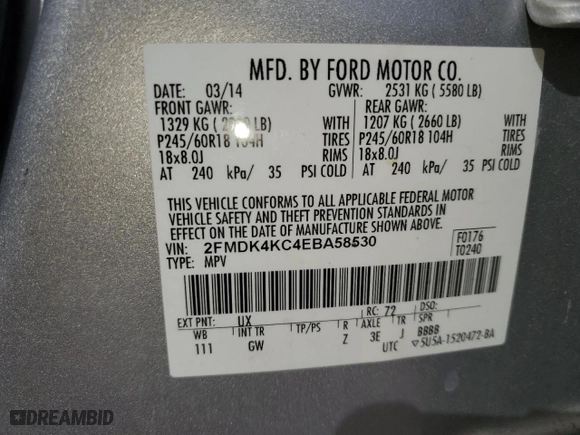 MFD. BY FORD MOTOR CO.
DATE: 03/14 GVWR: 2531 KG ( 5580 LB)
FRONT GAWR: REAR GAWR:
1329 KG ( LB) WITH 1207 KG ( 2660 LB) WITH
P245/60R18 104H TIRES P245/60R18 104H TIRES
18x8.0J RIMS 18x8.0J RIMS
AT 240 kPa/ 35 PSI COLD AT 240 kPa/ 35 PSI COLD
THIS VEHICLE CONFORMS TO ALL APPLICABLE FEDERAL MOTOR
VEHICLE SAFETY AND THEFT PREVENTION STANDARDS IN
EFFECT ON THE DATE OF MANUFACTURE SHOWN ABOVE.
VIN: 2FMDK4KC4EBA58530 F0176
TYPE: MPV T0240
EXT PNT: UX RC: 72 DSO:
WB INT TR TP/PS R AXLE TR SPR
111 GW Z 3E J BBBB
UTC ▽5U5A-1520472-BA
DREAMBID